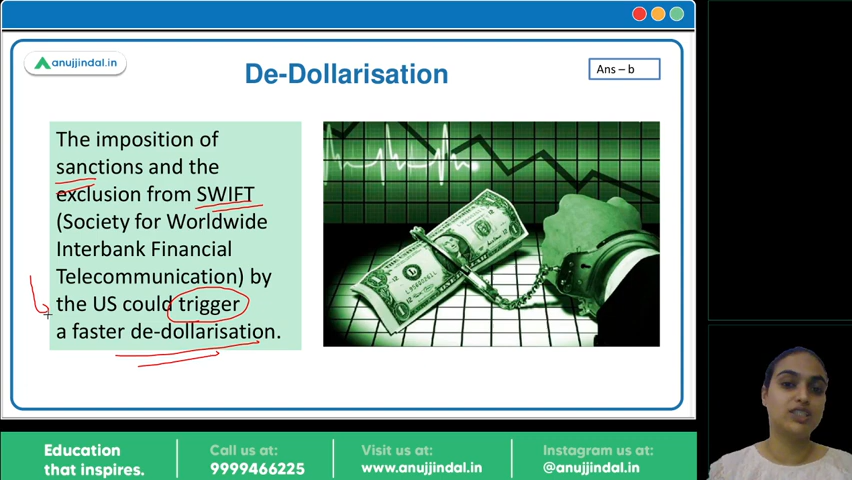 anujjindal.in
De-Dollarisation
Ans – b
The imposition of
sanctions and the
exclusion from SWIFT
(Society for Worldwide
Interbank Financial
Telecommunication) by
the US could trigger
a faster de-dollarisation.
Education
that inspires.
Call us at:
9999466225
Visit us at:
www.anujjindal.in
Instagram us at:
@anujjindal.in